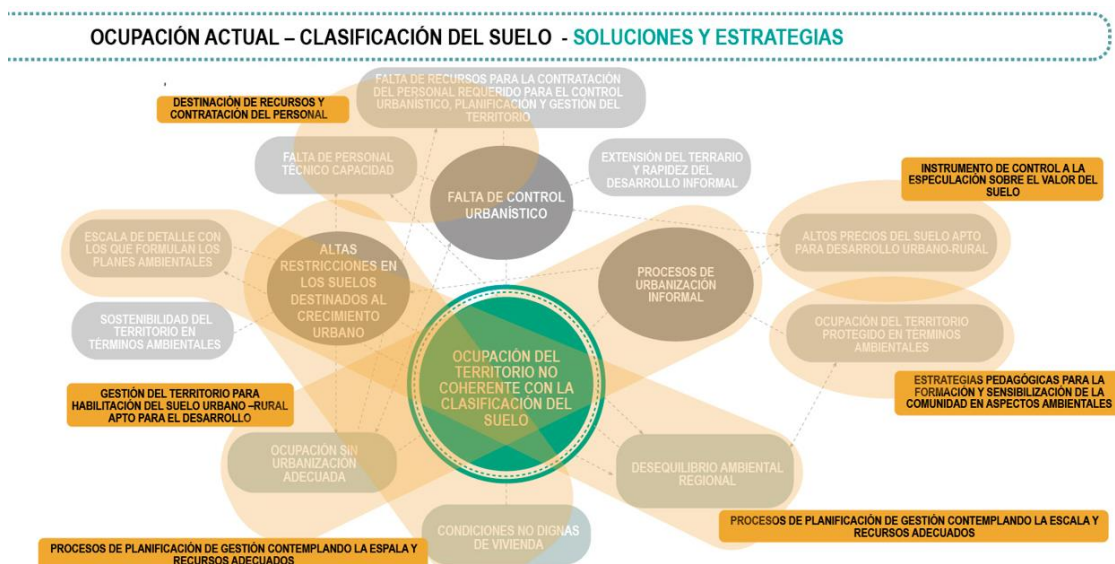 OCUPACIÓN ACTUAL – CLASIFICACIÓN DEL SUELO - SOLUCIONES Y ESTRATEGIAS
DESTINACIÓN DE RECURSOS Y
CONTRATACIÓN DEL PERSONAL
FALTA DE RECURSOS PARA LA CONTRATACIÓN
DEL PERSONAL REQUERIDO PARA EL CONTROL
URBANÍSTICO, PLANIFICACIÓN Y GESTIÓN DEL
TERRITORIO
FALTA DE PERSONAL
TÉCNICO CAPACIDAD
FALTA DE CONTROL
URBANÍSTICO
EXTENSIÓN DEL TERRARIO
Y RAPIDEZ DEL
DESARROLLO INFORMAL
INSTRUMENTO DE CONTROL A LA
ESPECULACIÓN SOBRE EL VALOR DEL
SUELO
ESCALA DE DETALLE CON
LOS QUE FORMULAN LOS
PLANES AMBIENTALES
ALTAS
RESTRICCIONES EN
LOS SUELOS
DESTINADOS AL
CRECIMIENTO
URBANO
PROCESOS DE
URBANIZACIÓN
INFORMAL
ALTOS PRECIOS DEL SUELO APTO
PARA DESARROLLO URBANO-RURAL
SOSTENIBILIDAD DEL
TERRITORIO EN
TÉRMINOS AMBIENTALES
OCUPACIÓN DEL TERRITORIO
PROTEGIDO EN TÉRMINOS
AMBIENTALES
OCUPACIÓN DEL
TERRITORIO NO
COHERENTE CON LA
CLASIFICACIÓN DEL
SUELO
GESTIÓN DEL TERRITORIO PARA
HABILITACIÓN DEL SUELO URBANO –RURAL
APTO PARA EL DESARROLLO
ESTRATEGIAS PEDAGÓGICAS PARA LA
FORMACIÓN Y SENSIBILIZACIÓN DE LA
COMUNIDAD EN ASPECTOS AMBIENTALES
OCUPACIÓN SIN
URBANIZACIÓN
ADECUADA
DESEQUILIBRIO AMBIENTAL
REGIONAL
CONDICIONES NO DIGNAS
DE VIVIENDA
PROCESOS DE PLANIFICACIÓN DE GESTIÓN CONTEMPLANDO LA ESCALA Y
RECURSOS ADECUADOS
PROCESOS DE PLANIFICACIÓN DE GESTIÓN CONTEMPLANDO LA ESPALA Y
RECURSOS ADECUADOS